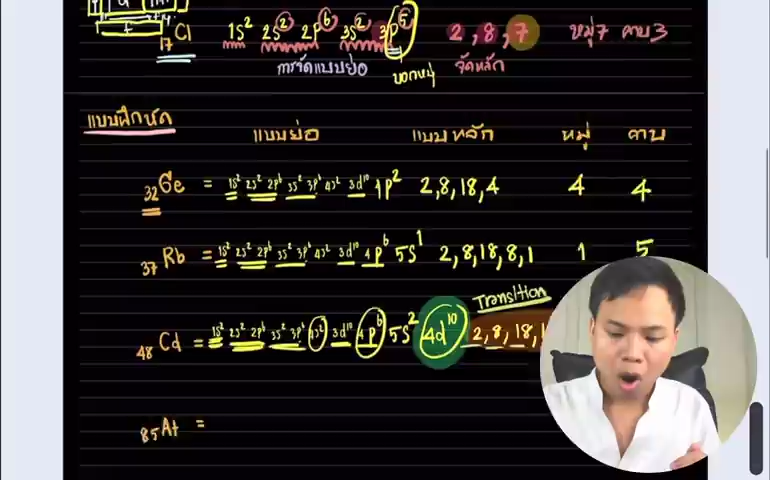 17Cl 1s² 2s² 2p⁶ 3s² 3p⁵ 2, 8, 7 หมู่7 คาบ 3
การจัดแบบย่อย บอกหมู่ จัดหลัก
แบบฝึกหัด
แบบย่อย แบบหลัก หมู่ คาบ
32Ge = 1s² 2s² 2p⁶ 3s² 3p⁶ 4s² 3d¹⁰ 4p² 2,8,18,4 4 4
37Rb = 1s² 2s² 2p⁶ 3s² 3p⁶ 4s² 3d¹⁰ 4p⁶ 5s¹ 2,8,18,8,1 1 5
Transition
48Cd = 1s² 2s² 2p⁶ 3s² 3p⁶ 4s² 3d¹⁰ 4p⁶ 5s² 4d¹⁰ 2,8,18,1
85At =